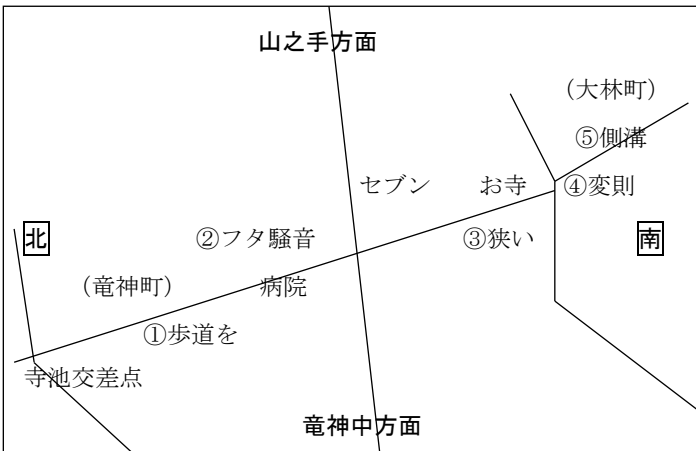 山之手方面
（大林町）
⑤側溝
セブン
お寺
④変則
北
②フタ騒音
③狭い
南
（竜神町）
病院
①歩道を
寺池交差点
竜神中方面